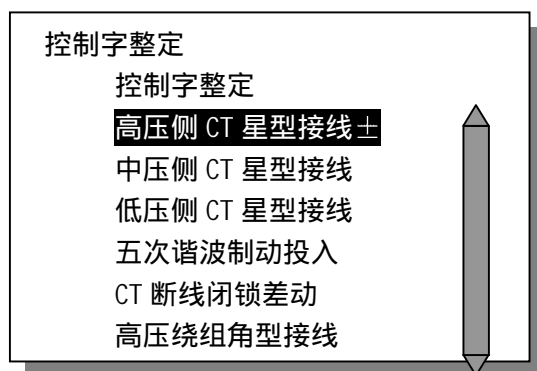 控制字整定
控制字整定
高压侧 CT 星型接线±
中压侧 CT 星型接线
低压侧 CT 星型接线
五次谐波制动投入
CT 断线闭锁差动
高压绕组角型接线